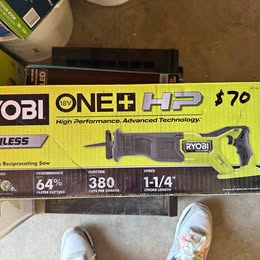 YOBI 18V ONE+ HP $70
High Performance. Advanced Technology.
RYOBI
Reciprocating Saw
64% 380 1-1/4"
FASTER CUTTING CUTS PER CHARGE STROKE LENGTH